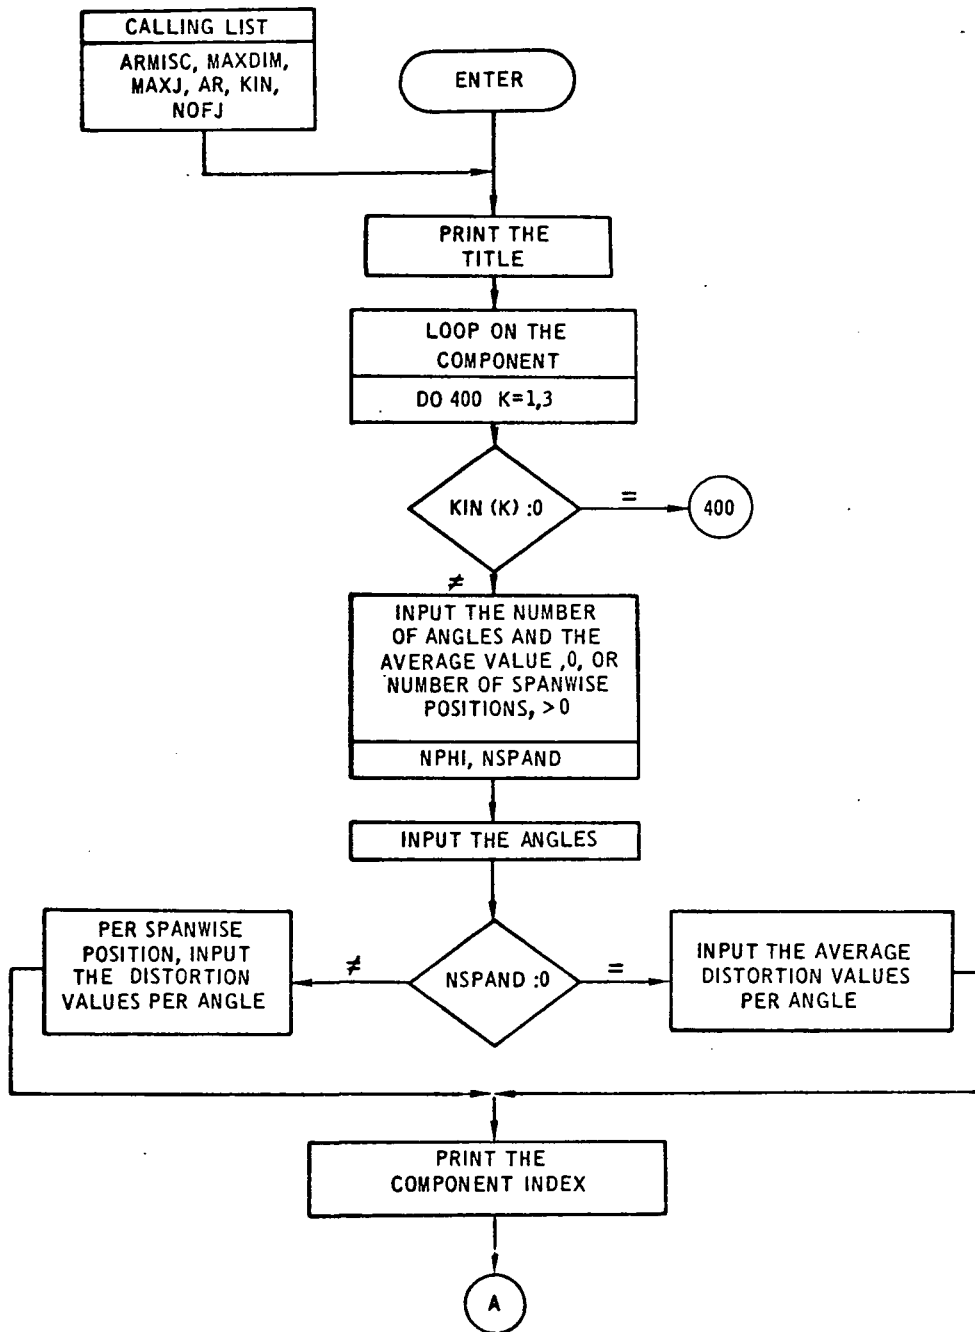 CALLING LIST
ARMISC, MAXDIM,
MAXJ, AR, KIN,
NOFJ
ENTER
PRINT THE
TITLE
LOOP ON THE
COMPONENT
DO 400 K=1,3
KIN (K) :0
=
400
≠
INPUT THE NUMBER
OF ANGLES AND THE
AVERAGE VALUE ,0, OR
NUMBER OF SPANWISE
POSITIONS, >0
NPHI, NSPAND
INPUT THE ANGLES
PER SPANWISE
POSITION, INPUT
THE DISTORTION
VALUES PER ANGLE
≠
NSPAND :0
=
INPUT THE AVERAGE
DISTORTION VALUES
PER ANGLE
PRINT THE
COMPONENT INDEX
A